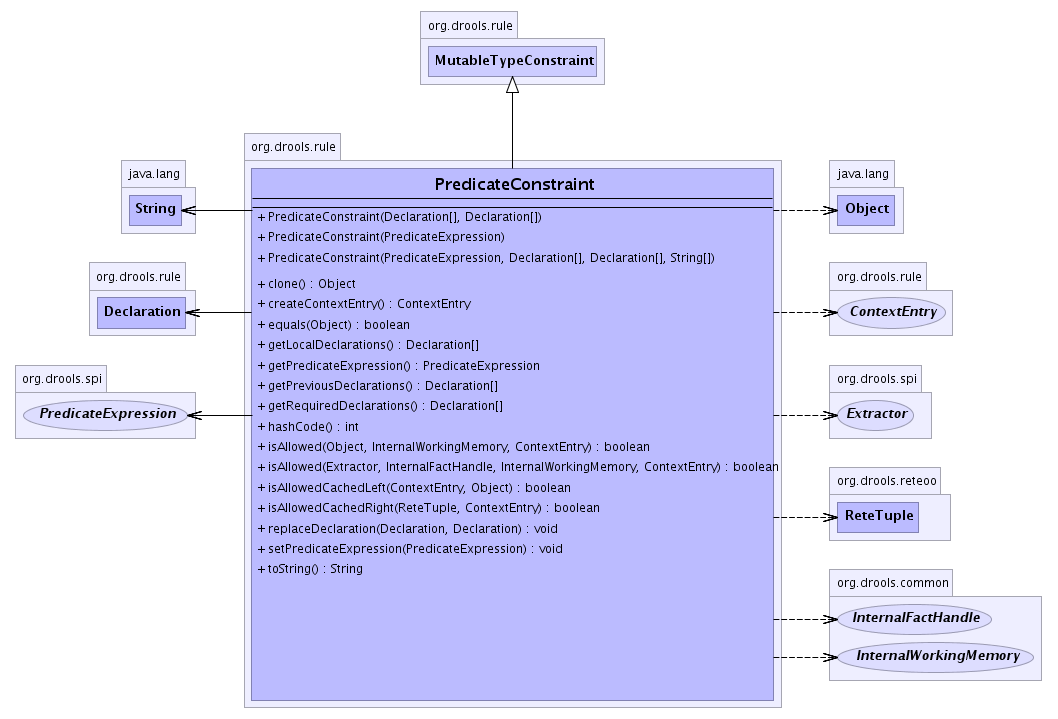 org.drools.rule
MutableTypeConstraint
org.drools.rule
PredicateConstraint
+ PredicateConstraint(Declaration[], Declaration[])
+ PredicateConstraint(PredicateExpression)
+ PredicateConstraint(PredicateExpression, Declaration[], Declaration[], String[])
+ clone() : Object
+ createContextEntry() : ContextEntry
+ equals(Object) : boolean
+ getLocalDeclarations() : Declaration[]
+ getPredicateExpression() : PredicateExpression
+ getPreviousDeclarations() : Declaration[]
+ getRequiredDeclarations() : Declaration[]
+ hashCode() : int
+ isAllowed(Object, InternalWorkingMemory, ContextEntry) : boolean
+ isAllowed(Extractor, InternalFactHandle, InternalWorkingMemory, ContextEntry) : boolean
+ isAllowedCachedLeft(ContextEntry, Object) : boolean
+ isAllowedCachedRight(ReteTuple, ContextEntry) : boolean
+ replaceDeclaration(Declaration, Declaration) : void
+ setPredicateExpression(PredicateExpression) : void
+ toString() : String
java.lang
String
org.drools.rule
Declaration
org.drools.spi
PredicateExpression
java.lang
Object
org.drools.rule
ContextEntry
org.drools.spi
Extractor
org.drools.reteoo
ReteTuple
org.drools.common
InternalFactHandle
InternalWorkingMemory